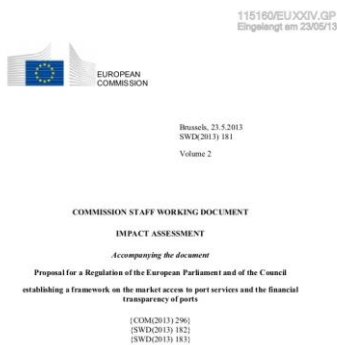 115160/EU XXIV.GP
Eingelangt am 23/05/13
EUROPEAN
COMMISSION
Brussels, 23.5.2013
SWD(2013) 181
Volume 2
COMMISSION STAFF WORKING DOCUMENT
IMPACT ASSESSMENT
Accompanying the document
Proposal for a Regulation of the European Parliament and of the Council
establishing a framework on the market access to port services and the financial
transparency of ports
{COM(2013) 296}
{SWD(2013) 182}
{SWD(2013) 183}